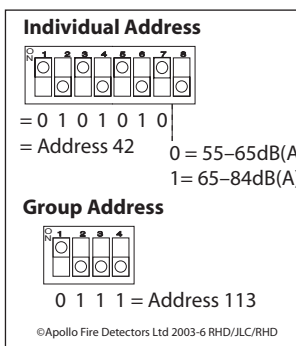 Individual Address
ON
1 2 3 4 5 6 7 8
= 0 1 0 1 0 1 0
= Address 42
0 = 55–65dB(A
1= 65–84dB(A)
Group Address
ON
1 2 3 4
0 1 1 1 = Address 113
©Apollo Fire Detectors Ltd 2003-6 RHD/JLC/RHD